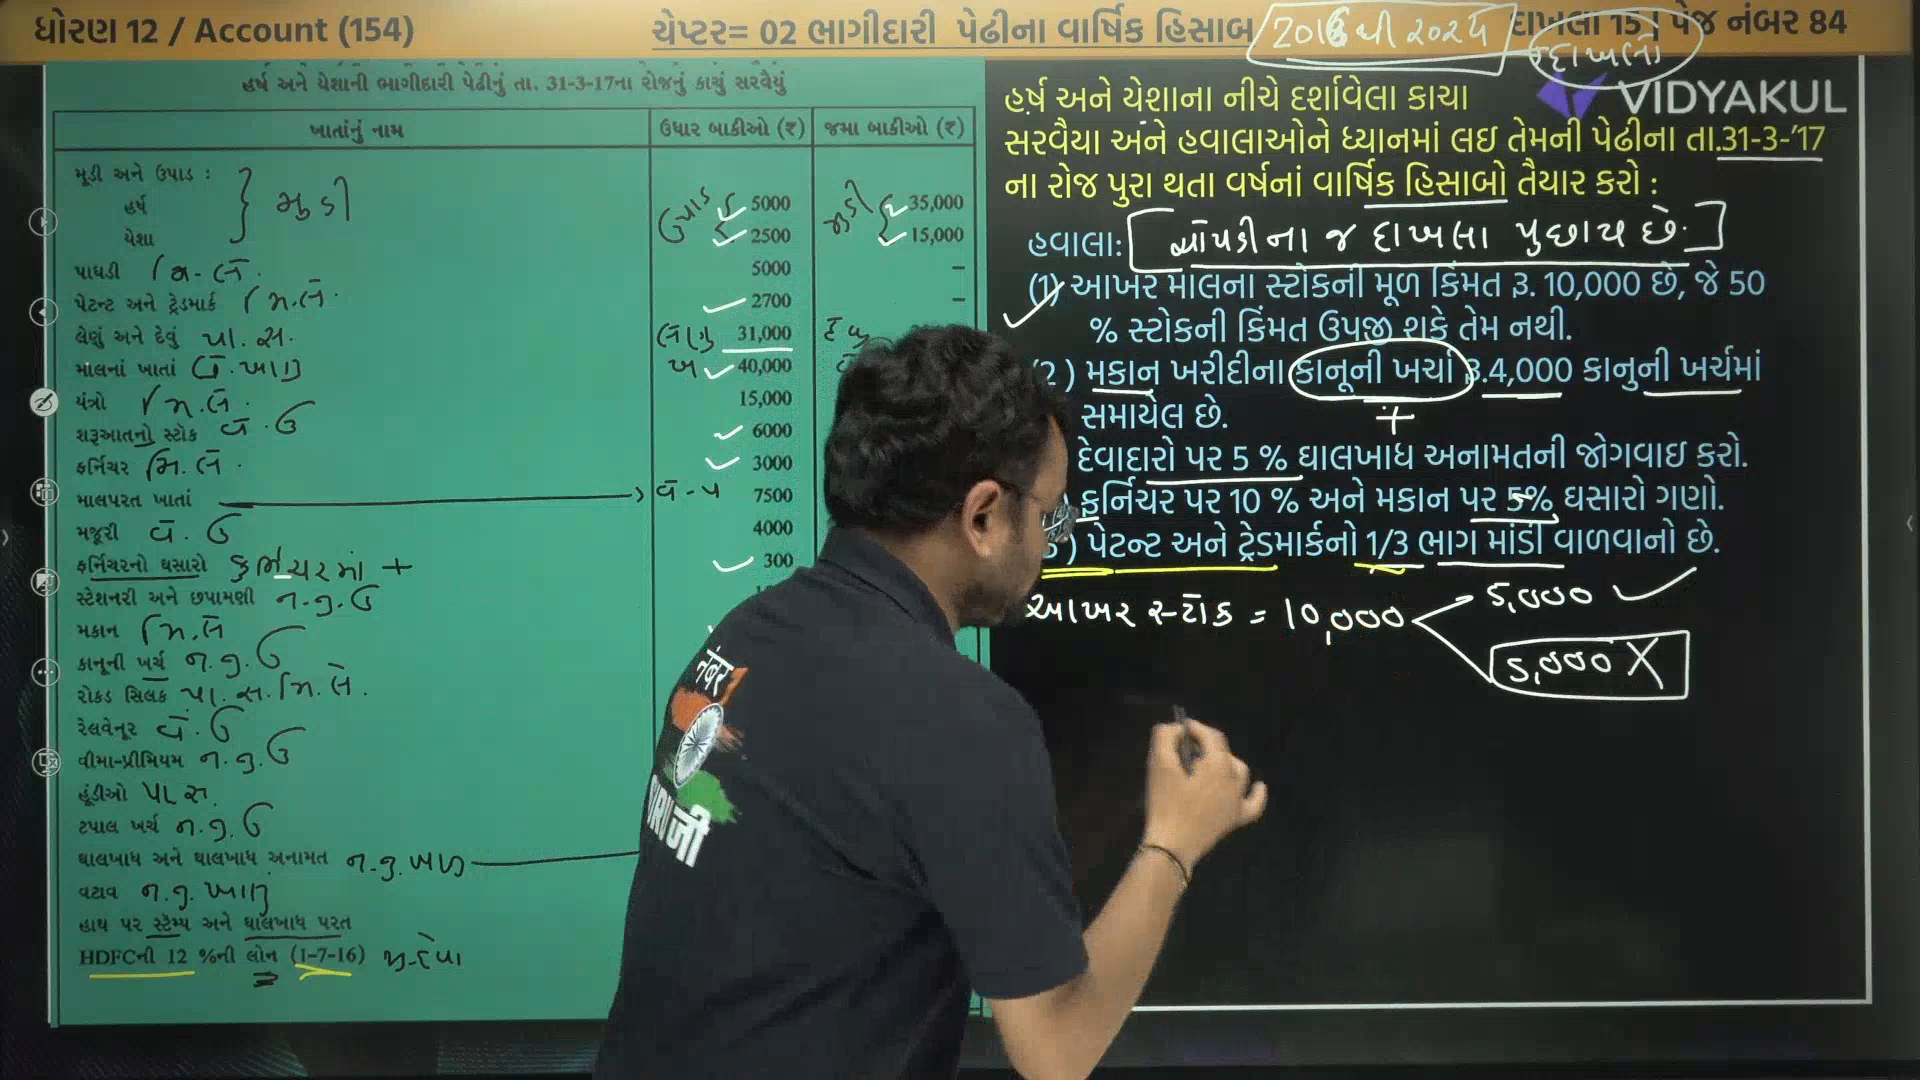 ધોરણ 12 / Account (154)
ચેપ્ટર= 02 ભાગીદારી પેઢીના વાર્ષિક હિસાબ
દાખલા 15 | પેજ નંબર 84
VIDYAKUL
હર્ષ અને યેશાની ભાગીદારી પેઢીનું તા. 31-3-17ના રોજનું કાચું સરવૈયું
ખાતાંનું નામ ઉધાર બાકીઓ (₹) જમા બાકીઓ (₹)
મૂડી અને ઉપાડ : મુડી
હર્ષ ઉપાડ 5000 મુડી 35,000
યેશા 2500 15,000
પાઘડી 5000 –
પેટન્ટ અને ટ્રેડમાર્ક 2700 –
લેણું અને દેવું પા. સ. 31,000
માલનાં ખાતાં વે. ખાતુ ખ 40,000
યંત્રો મિ.લે. 15,000
શરૂઆતનો સ્ટૉક વે. ઉ 6000
ફર્નિચર મિ. લે. 3000
માલપરત ખાતાં વે - પ 7500
મજૂરી વે. ઉ 4000
ફર્નિચરનો ઘસારો ફર્નિચરમાં + 300
સ્ટેશનરી અને છપામણી ન.નુ.ઉ
મકાન મિ.લે
કાનૂની ખર્ચ ન.નુ.ઉ
રોકડ સિલક પા. સ. મિ. લે.
રેલવેનૂર વે. ઉ
વીમા-પ્રીમિયમ ન.નુ.ઉ
હૂંડીઓ પા સ.
ટપાલ ખર્ચ ન.નુ.ઉ
ઘાલખાધ અને ઘાલખાધ અનામત ન.નુ.ખાતુ
વટાવ ન.નુ. ખાતુ
હાથ પર સ્ટૅમ્પ અને ઘાલખાધ પરત
HDFCની 12 %ની લોન (1-7-16) મુ-દેવા
હર્ષ અને યેશાના નીચે દર્શાવેલા કાચા
સરવૈયા અને હવાલાઓને ધ્યાનમાં લઇ તેમની પેઢીના તા.31-3-'17
ના રોજ પુરા થતા વર્ષનાં વાર્ષિક હિસાબો તૈયાર કરો :
હવાલા: [ચોપડીના જ દાખલા પુછાય છે.]
(1) આખર માલના સ્ટોકની મૂળ કિંમત રૂ. 10,000 છે, જે 50
% સ્ટોકની કિંમત ઉપજી શકે તેમ નથી.
2) મકાન ખરીદીના કાનૂની ખર્ચા રૂ.4,000 કાનુની ખર્ચમાં
સમાયેલ છે. +
દેવાદારો પર 5 % ઘાલખાધ અનામતની જોગવાઇ કરો.
ફર્નિચર પર 10 % અને મકાન પર 5% ઘસારો ગણો.
) પેટન્ટ અને ટ્રેડમાર્કનો 1/3 ભાગ માંડી વાળવાનો છે.
આખર સ્ટોક = 10,000
5,000
5,000 X
नंबर